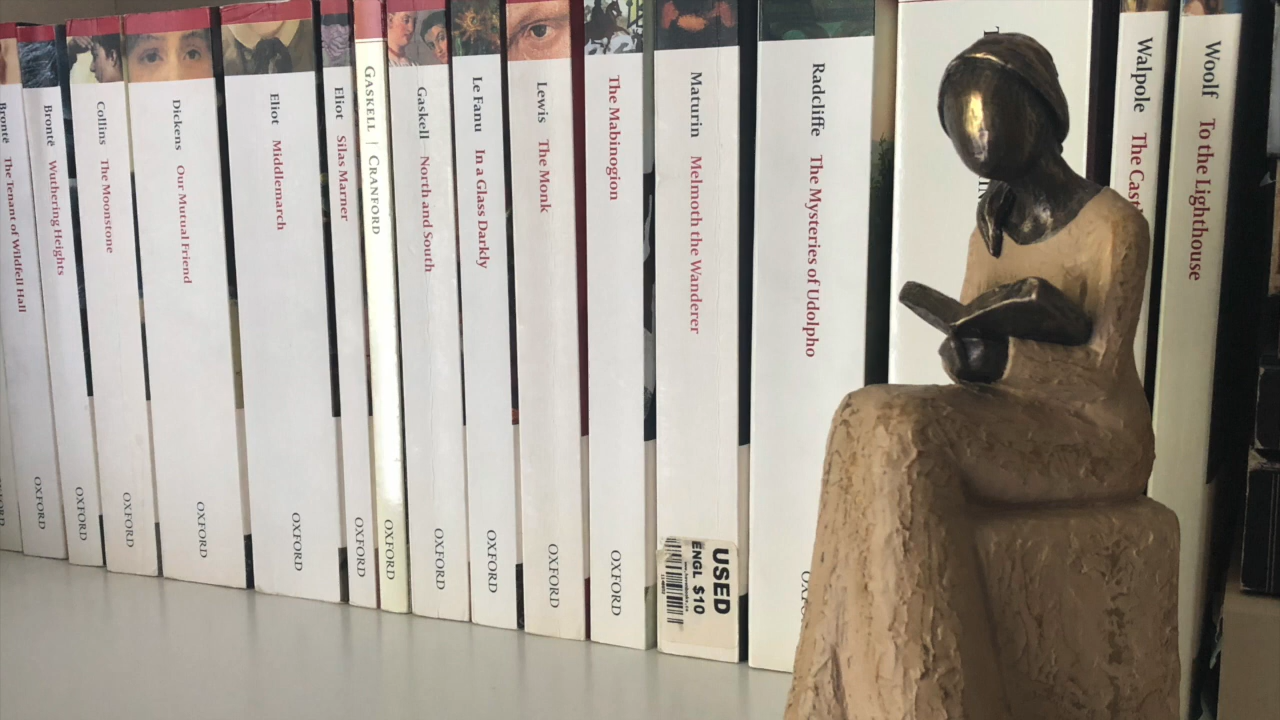 Brontë The Tenant of Wildfell Hall
OXFORD
Brontë Wuthering Heights
OXFORD
Collins The Moonstone
OXFORD
Dickens Our Mutual Friend
OXFORD
Eliot Middlemarch
OXFORD
Eliot Silas Marner
OXFORD
GASKELL | CRANFORD
OXFORD
Gaskell North and South
OXFORD
Le Fanu In a Glass Darkly
OXFORD
Lewis The Monk
OXFORD
The Mabinogion
OXFORD
Maturin Melmoth the Wanderer
USED
ENGL $10
Radcliffe The Mysteries of Udolpho
Walpole The Cast
Woolf To the Lighthouse